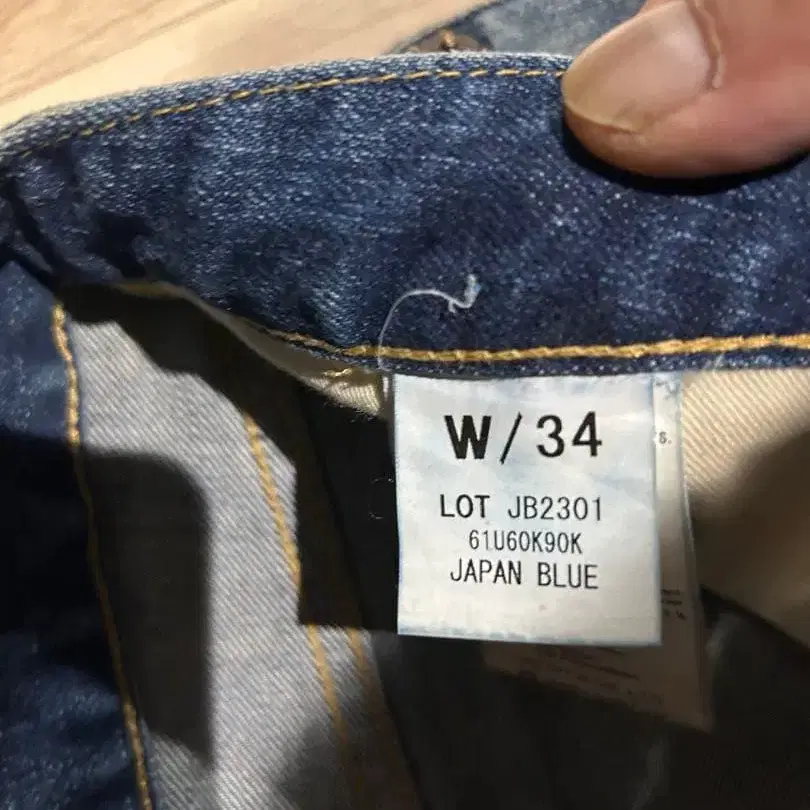 W/34
LOT JB2301
61U60K90K
JAPAN BLUE
s.